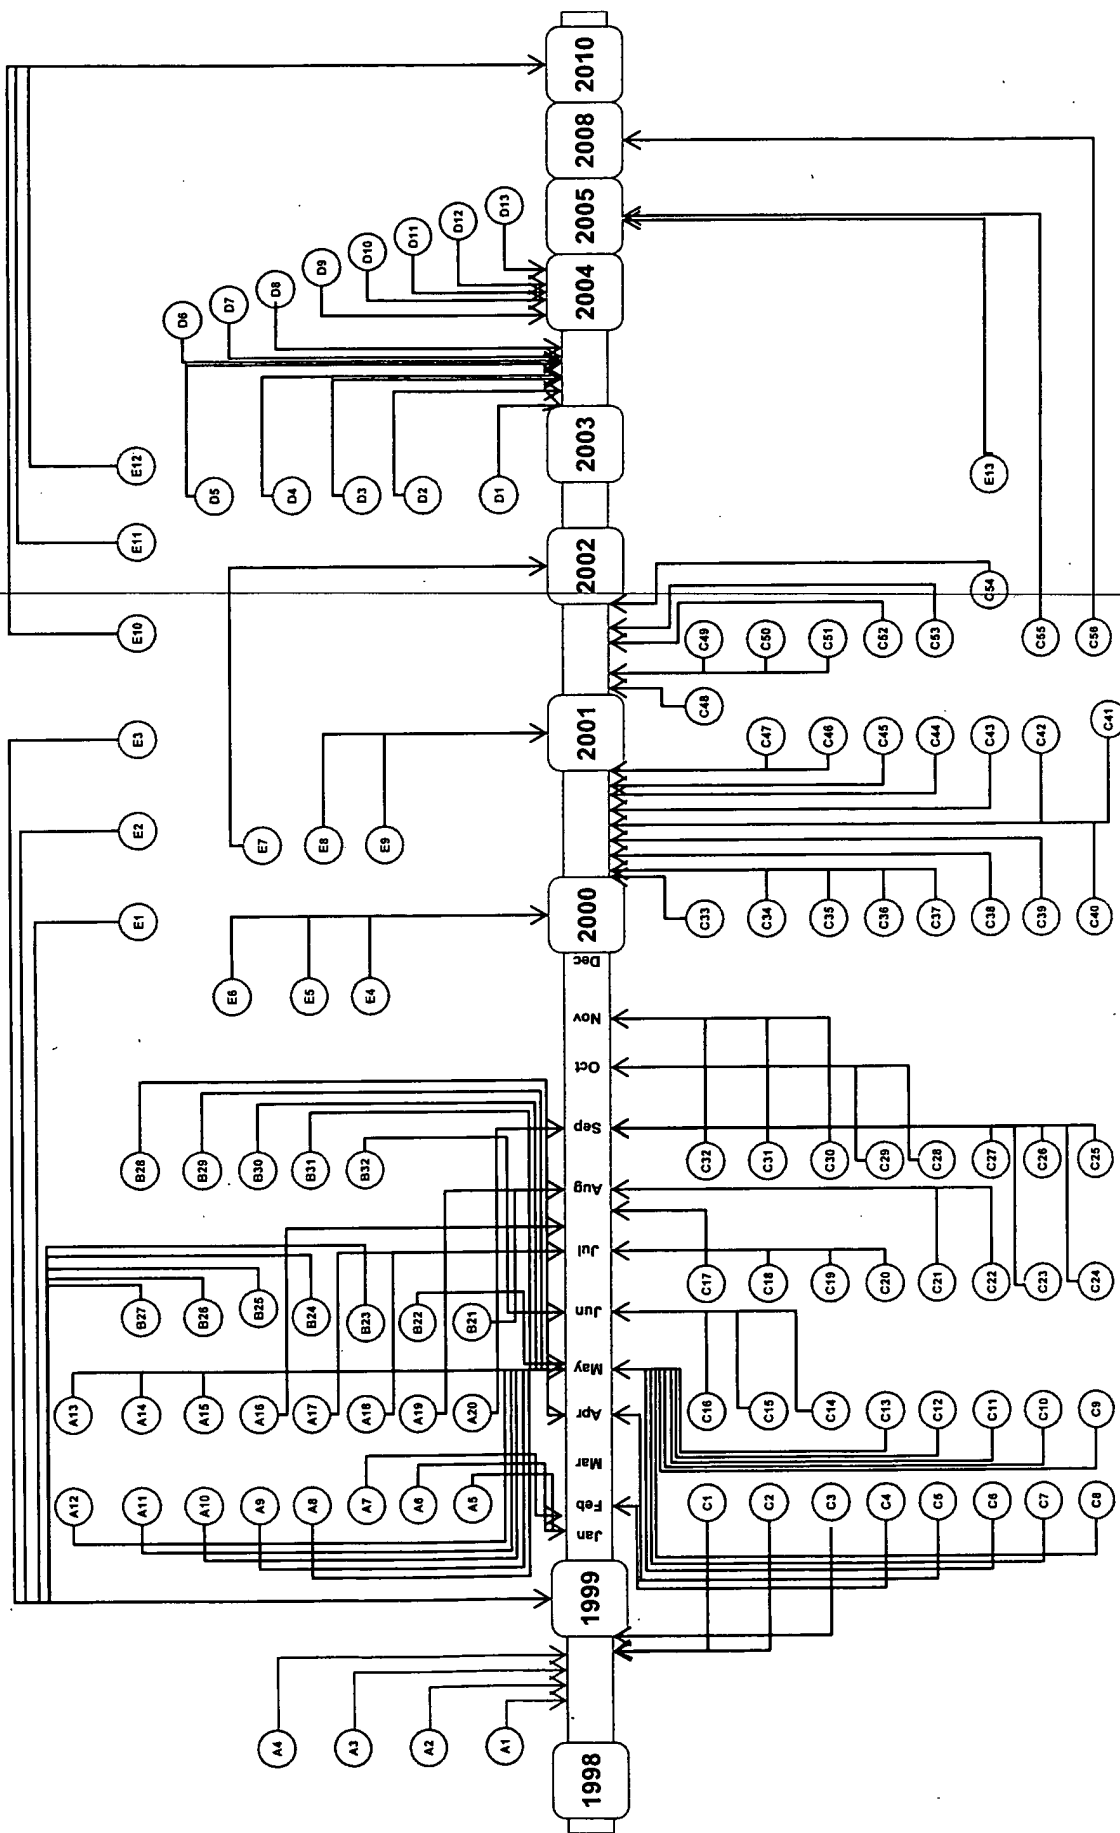 E10
E11
E12
E3
E2
E1
E7
E8
E9
E6
E5
E4
D1
D2
D3
D4
D5
D6
D7
D8
D9
D10
D11
D12
D13
B28
B29
B30
B31
B32
B27
B26
B25
B24
B23
B22
B21
A13
A14
A15
A16
A17
A18
A19
A20
A12
A11
A10
A9
A8
A7
A6
A5
A4
A3
A2
A1
1998
1999
Jan
Feb
Mar
Apr
May
Jun
Jul
Aug
Sep
Oct
Nov
Dec
2000
2001
2002
2003
2004
2005
2008
2010
C1
C2
C3
C4
C5
C6
C7
C8
C16
C15
C14
C13
C12
C11
C10
C9
C17
C18
C19
C20
C21
C22
C23
C24
C32
C31
C30
C29
C28
C27
C26
C25
C33
C34
C35
C36
C37
C38
C39
C40
C47
C46
C45
C44
C43
C42
C41
C48
C49
C50
C51
C52
C53
C54
C55
C56
E13